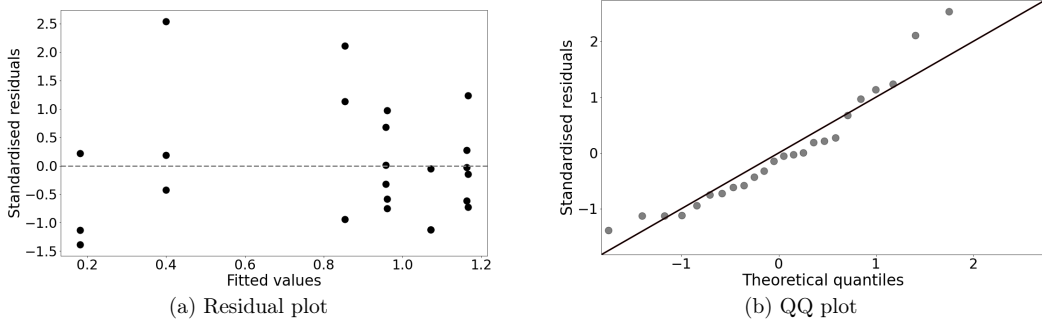 2.5
2.0
1.5
1.0
0.5
0.0
−0.5
−1.0
−1.5
Standardised residuals
0.2 0.4 0.6 0.8 1.0 1.2
Fitted values
(a) Residual plot
2
1
0
−1
Standardised residuals
−1 0 1 2
Theoretical quantiles
(b) QQ plot